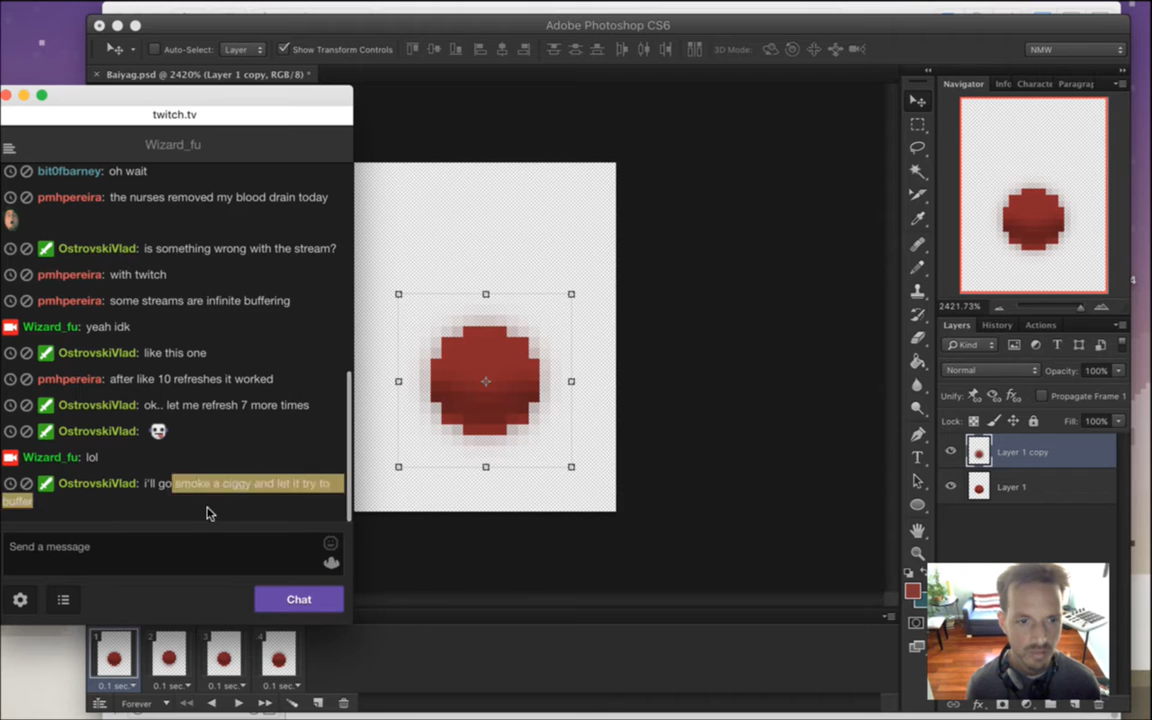 Adobe Photoshop CS6
Auto-Select: Layer Show Transform Controls 3D Mode: NMW
Baiyag.psd @ 2420% (Layer 1 copy, RGB/8) *
twitch.tv
Wizard_fu
bit0fbarney: oh wait
pmhpereira: the nurses removed my blood drain today
OstrovskiVlad: is something wrong with the stream?
pmhpereira: with twitch
pmhpereira: some streams are infinite buffering
Wizard_fu: yeah idk
OstrovskiVlad: like this one
pmhpereira: after like 10 refreshes it worked
OstrovskiVlad: ok.. let me refresh 7 more times
OstrovskiVlad:
Wizard_fu: lol
OstrovskiVlad: i'll go smoke a ciggy and let it try to
buffer
Send a message
Chat
Navigator Info Characte Paragrap
2421.73%
Layers History Actions
Kind
Normal Opacity: 100%
Unify: Propagate Frame 1
Lock: Fill: 100%
Layer 1 copy
Layer 1
1 2 3 4
0.1 sec. 0.1 sec. 0.1 sec. 0.1 sec.
Forever